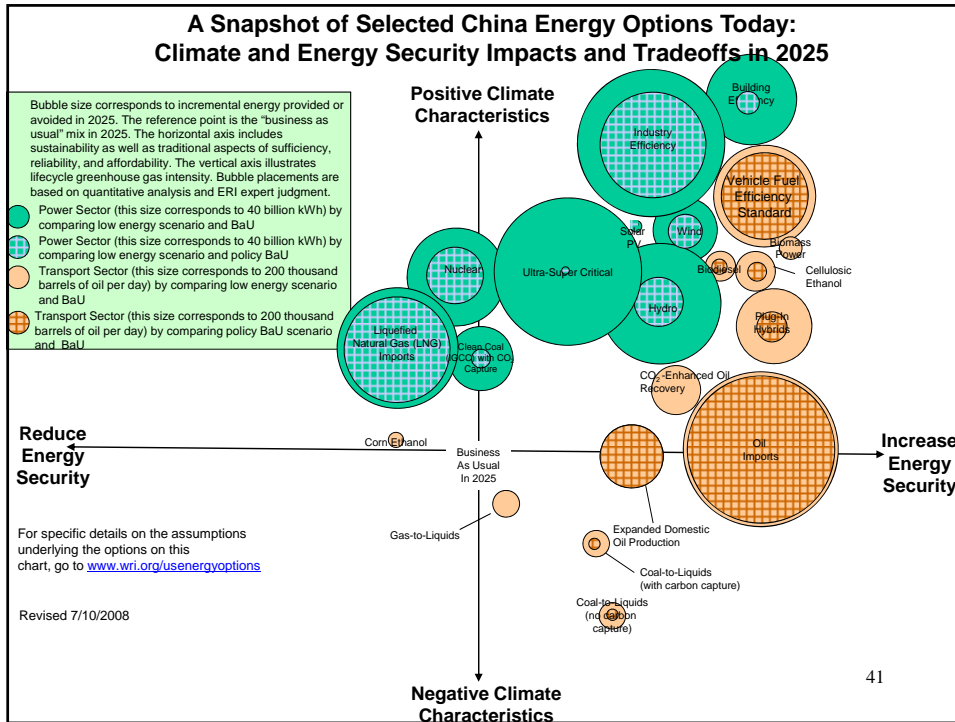 A Snapshot of Selected China Energy Options Today:
Climate and Energy Security Impacts and Tradeoffs in 2025
Bubble size corresponds to incremental energy provided or
avoided in 2025. The reference point is the “business as
usual” mix in 2025. The horizontal axis includes
sustainability as well as traditional aspects of sufficiency,
reliability, and affordability. The vertical axis illustrates
lifecycle greenhouse gas intensity. Bubble placements are
based on quantitative analysis and ERI expert judgment.
Power Sector (this size corresponds to 40 billion kWh) by
comparing low energy scenario and BaU
Power Sector (this size corresponds to 40 billion kWh) by
comparing low energy scenario and policy BaU
Transport Sector (this size corresponds to 200 thousand
barrels of oil per day) by comparing low energy scenario
and BaU
Transport Sector (this size corresponds to 200 thousand
barrels of oil per day) by comparing policy BaU scenario
and BaU
Positive Climate
Characteristics
Building
Efficiency
Industry
Efficiency
Vehicle Fuel
Efficiency
Standard
Solar
PV
Wind
Biomass
Power
Nuclear
Ultra-Super Critical
Biodiesel
Cellulosic
Ethanol
Hydro
Plug-In
Hybrids
Liquefied
Natural Gas (LNG)
Imports
Clean Coal
(IGCC) with CO2
Capture
CO2-Enhanced Oil
Recovery
Reduce
Energy
Security
Corn Ethanol
Business
As Usual
In 2025
Oil
Imports
Increase
Energy
Security
Gas-to-Liquids
Expanded Domestic
Oil Production
Coal-to-Liquids
(with carbon capture)
Coal-to-Liquids
(no carbon
capture)
For specific details on the assumptions
underlying the options on this
chart, go to www.wri.org/usenergyoptions
Revised 7/10/2008
Negative Climate
Characteristics
41